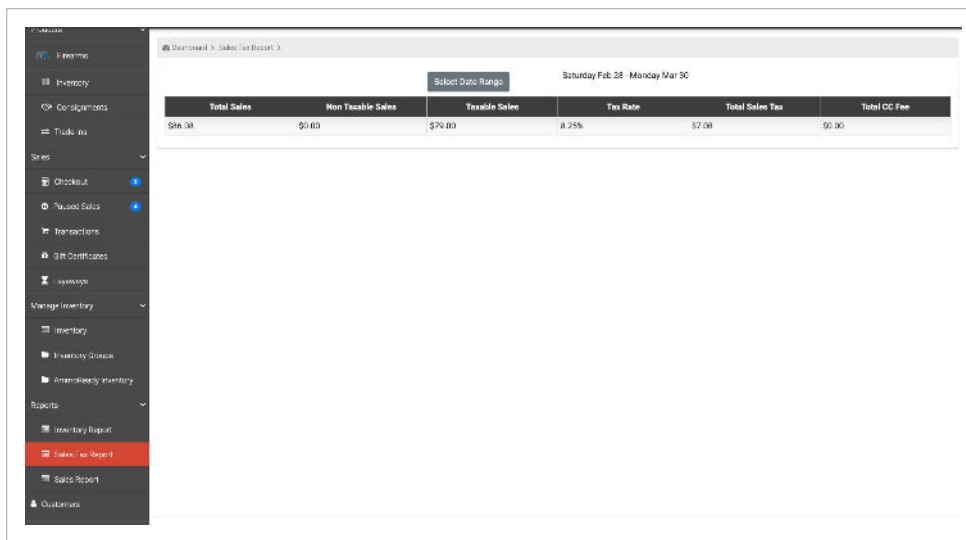 Products
Firearms
Inventory
Consignments
Trade Ins
Sales
Checkout
Paused Sales 4
Transactions
Gift Certificates
Layaways
Manage Inventory
Inventory
Inventory Groups
AmmoReady Inventory
Reports
Inventory Report
Sales Tax Report
Sales Report
Customers
Dashboard > Sales Tax Report >
Select Date Range Saturday Feb 28 - Monday Mar 30
Total Sales Non Taxable Sales Taxable Sales Tax Rate Total Sales Tax Total CC Fee
$86.08 $0.00 $79.00 8.25% $7.08 $0.00